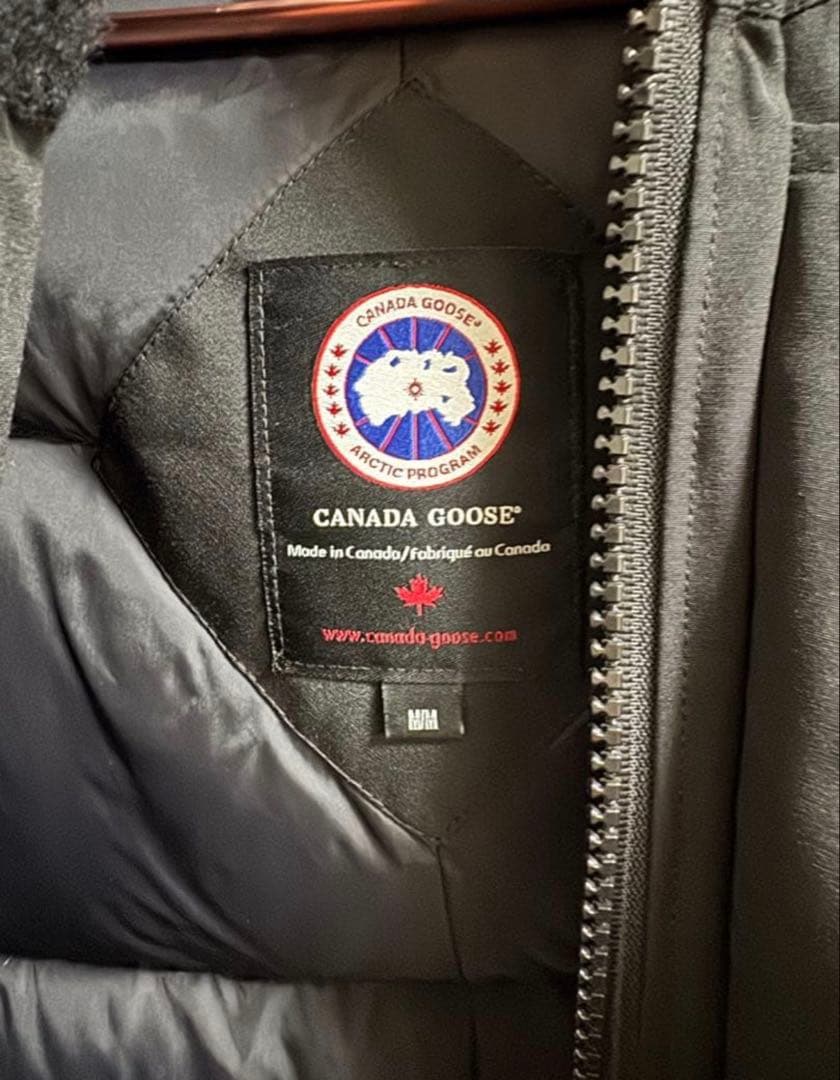 CANADA GOOSE®
ARCTIC PROGRAM
CANADA GOOSE®
Made in Canada/Fabriqué au Canada
www.canada-goose.com
M/M